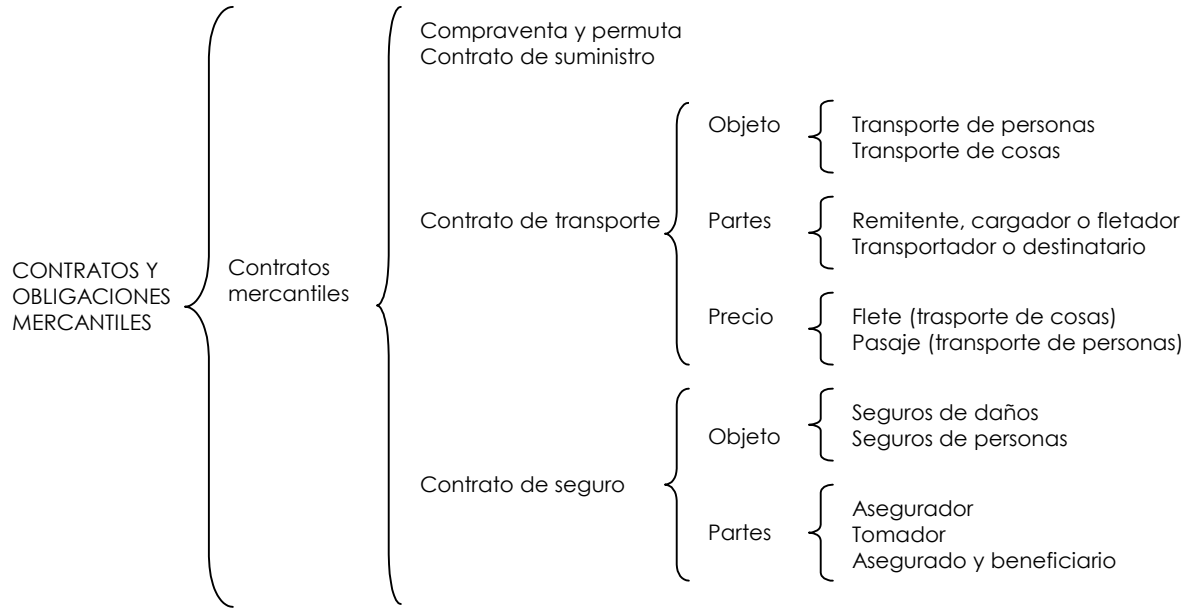 CONTRATOS Y
OBLIGACIONES
MERCANTILES
Contratos
mercantiles
Compraventa y permuta
Contrato de suministro
Contrato de transporte
Objeto
Transporte de personas
Transporte de cosas
Partes
Remitente, cargador o fletador
Transportador o destinatario
Precio
Flete (trasporte de cosas)
Pasaje (transporte de personas)
Contrato de seguro
Objeto
Seguros de daños
Seguros de personas
Partes
Asegurador
Tomador
Asegurado y beneficiario